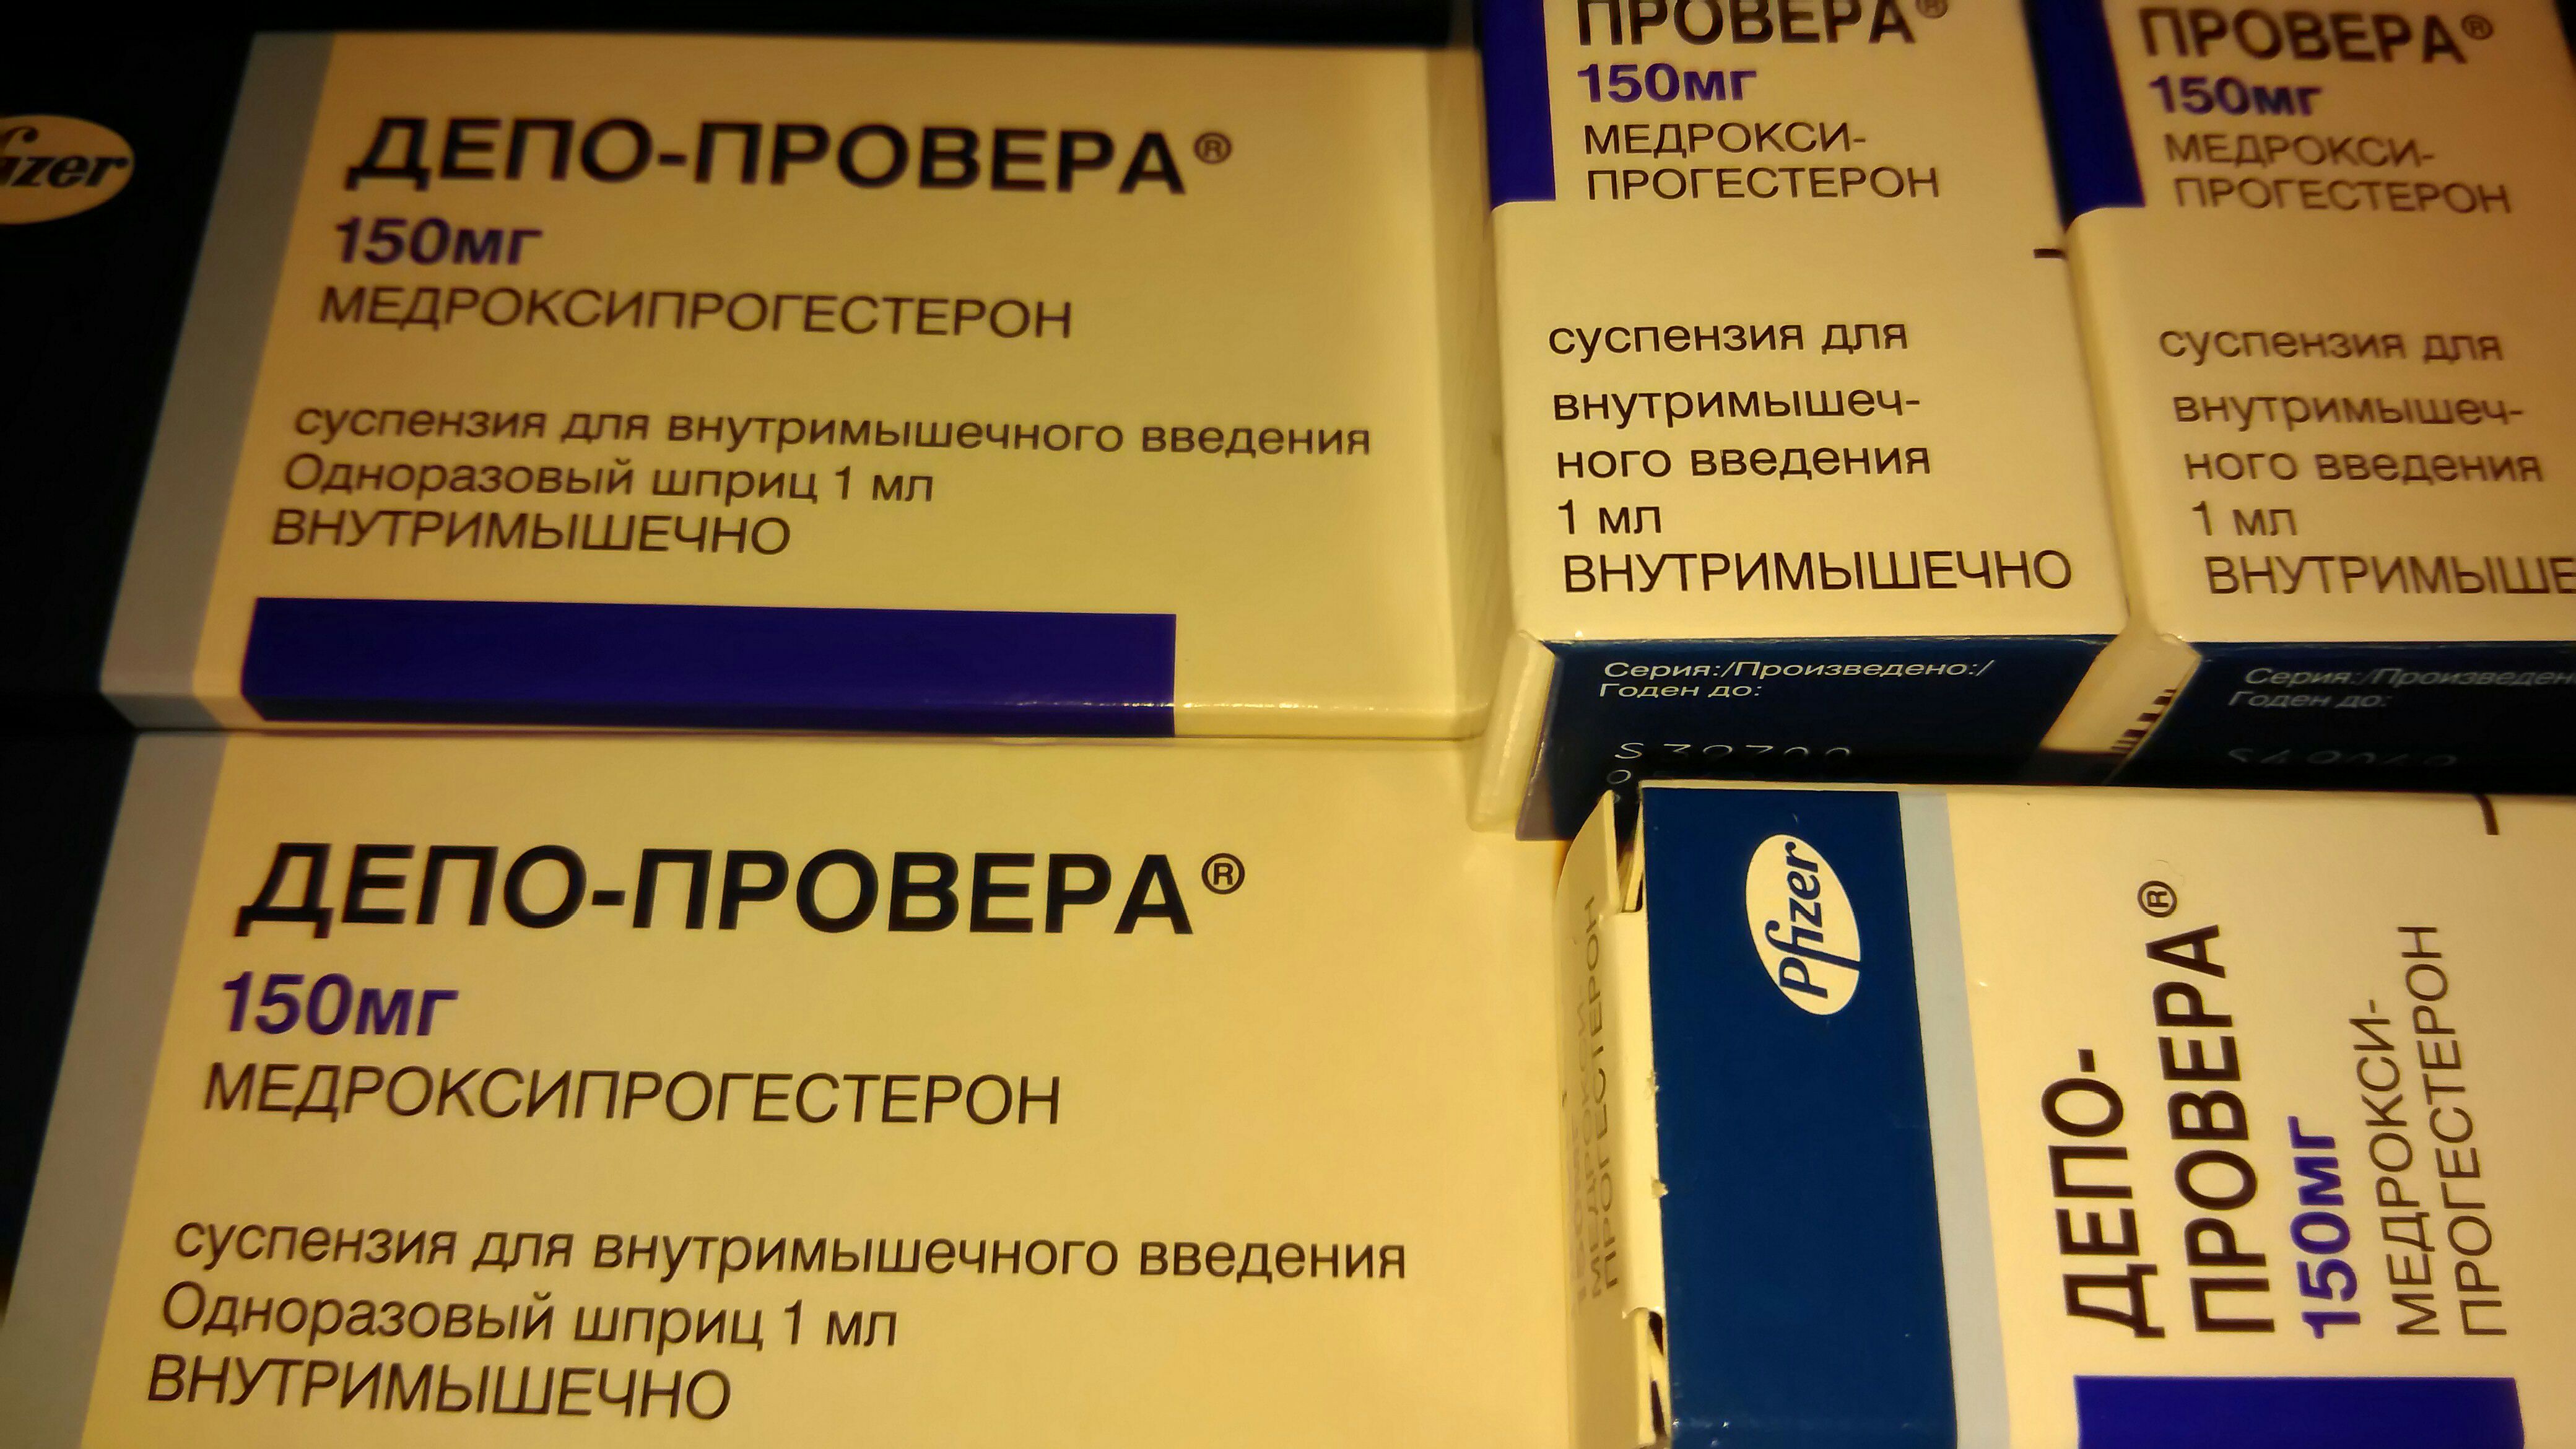 ДЕПО-ПРОВЕРА®
150мг
МЕДРОКСИПРОГЕСТЕРОН
суспензия для внутримышечного введения
Одноразовый шприц 1 мл
ВНУТРИМЫШЕЧНО
ПРОВЕРА®
150мг
МЕДРОКСИ-
ПРОГЕСТЕРОН
суспензия для
внутримышеч-
ного введения
1 мл
ВНУТРИМЫШЕЧНО
Серия:/Произведено:/
Годен до:
ПРОВЕРА®
150мг
МЕДРОКСИ-
ПРОГЕСТЕРОН
суспензия для
внутримышеч-
ного введения
1 мл
Годен до:
ДЕПО-ПРОВЕРА®
150мг
МЕДРОКСИПРОГЕСТЕРОН
суспензия для внутримышечного введения
Одноразовый шприц 1 мл
ВНУТРИМЫШЕЧНО
ПРОГЕСТЕРОН
Pfizer
ДЕПО-
ПРОВЕРА®
150мг
МЕДРОКСИ-
ПРОГЕСТЕРОН